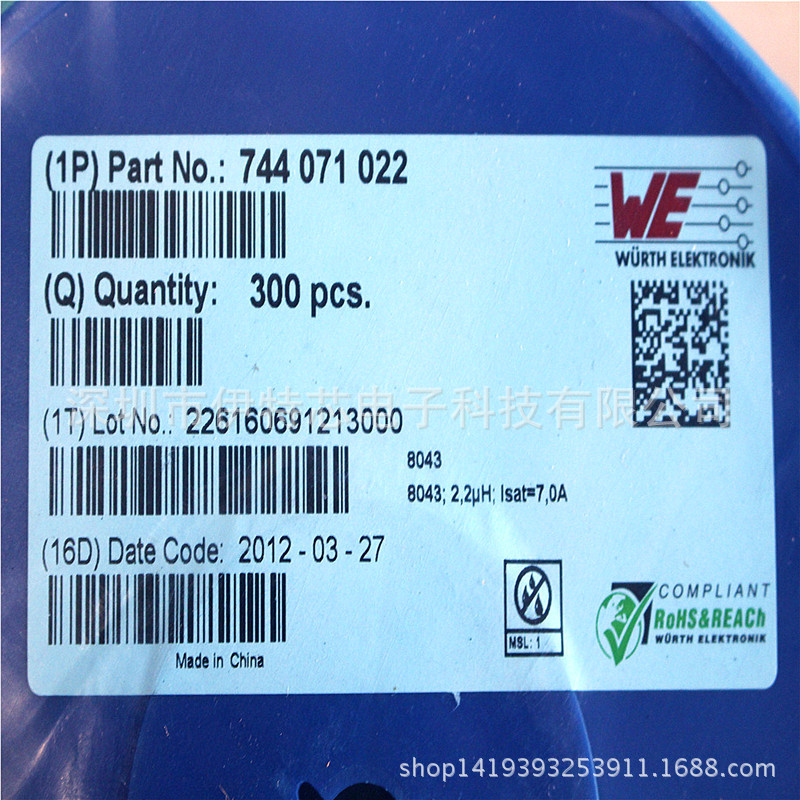 (1P) Part No.: 744 071 022
WE
WÜRTH ELEKTRONIK
(Q) Quantity: 300 pcs.
深圳市伊特芯电子科技有限公司
(1T) Lot No.: 226160691213000
8043
8043; 2,2µH; Isat=7,0A
(16D) Date Code: 2012 - 03 - 27
MSL: 1
COMPLIANT
RoHS&REACh
WÜRTH ELEKTRONIK
Made in China
shop1419393253911.1688.com